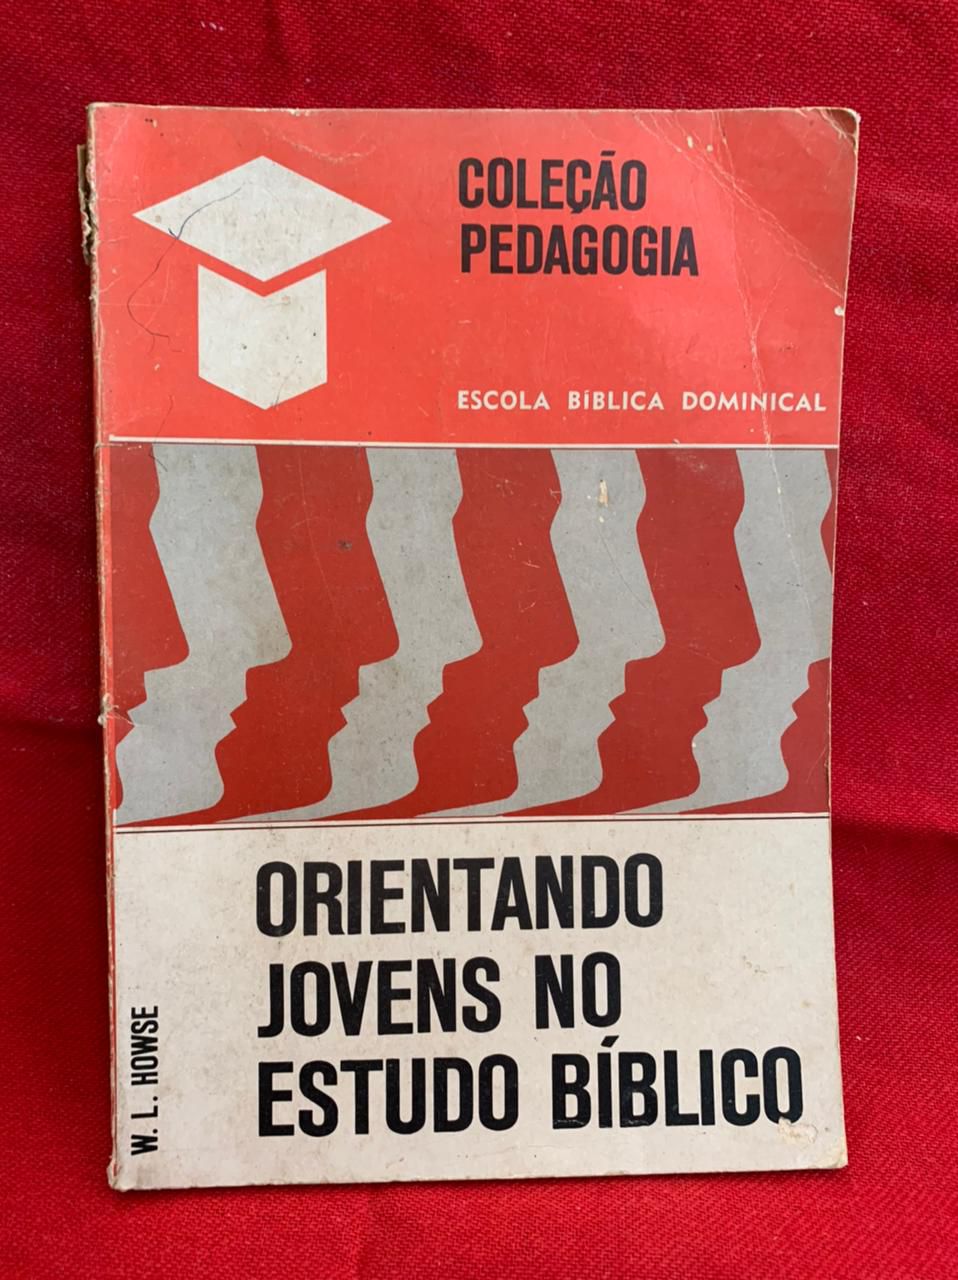 COLEÇÃO
PEDAGOGIA
ESCOLA BÍBLICA DOMINICAL
ORIENTANDO
JOVENS NO
ESTUDO BÍBLICO
W. L. HOWSE